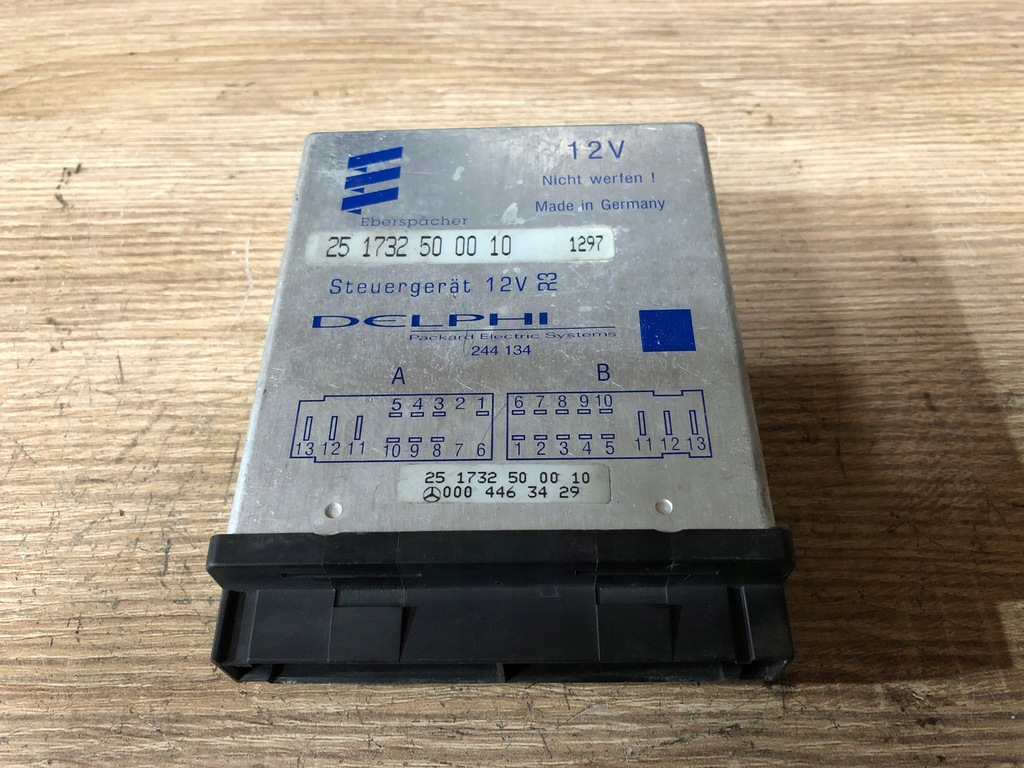 12V
Nicht werfen !
Made in Germany
Eberspächer
25 1732 50 00 10 1297
Steuergerät 12V R3
DELPHI
Packard Electric Systems
244 134
A B
5 4 3 2 1 6 7 8 9 10
13 12 11 10 9 8 7 6 1 2 3 4 5 11 12 13
25 1732 50 00 10
000 446 34 29